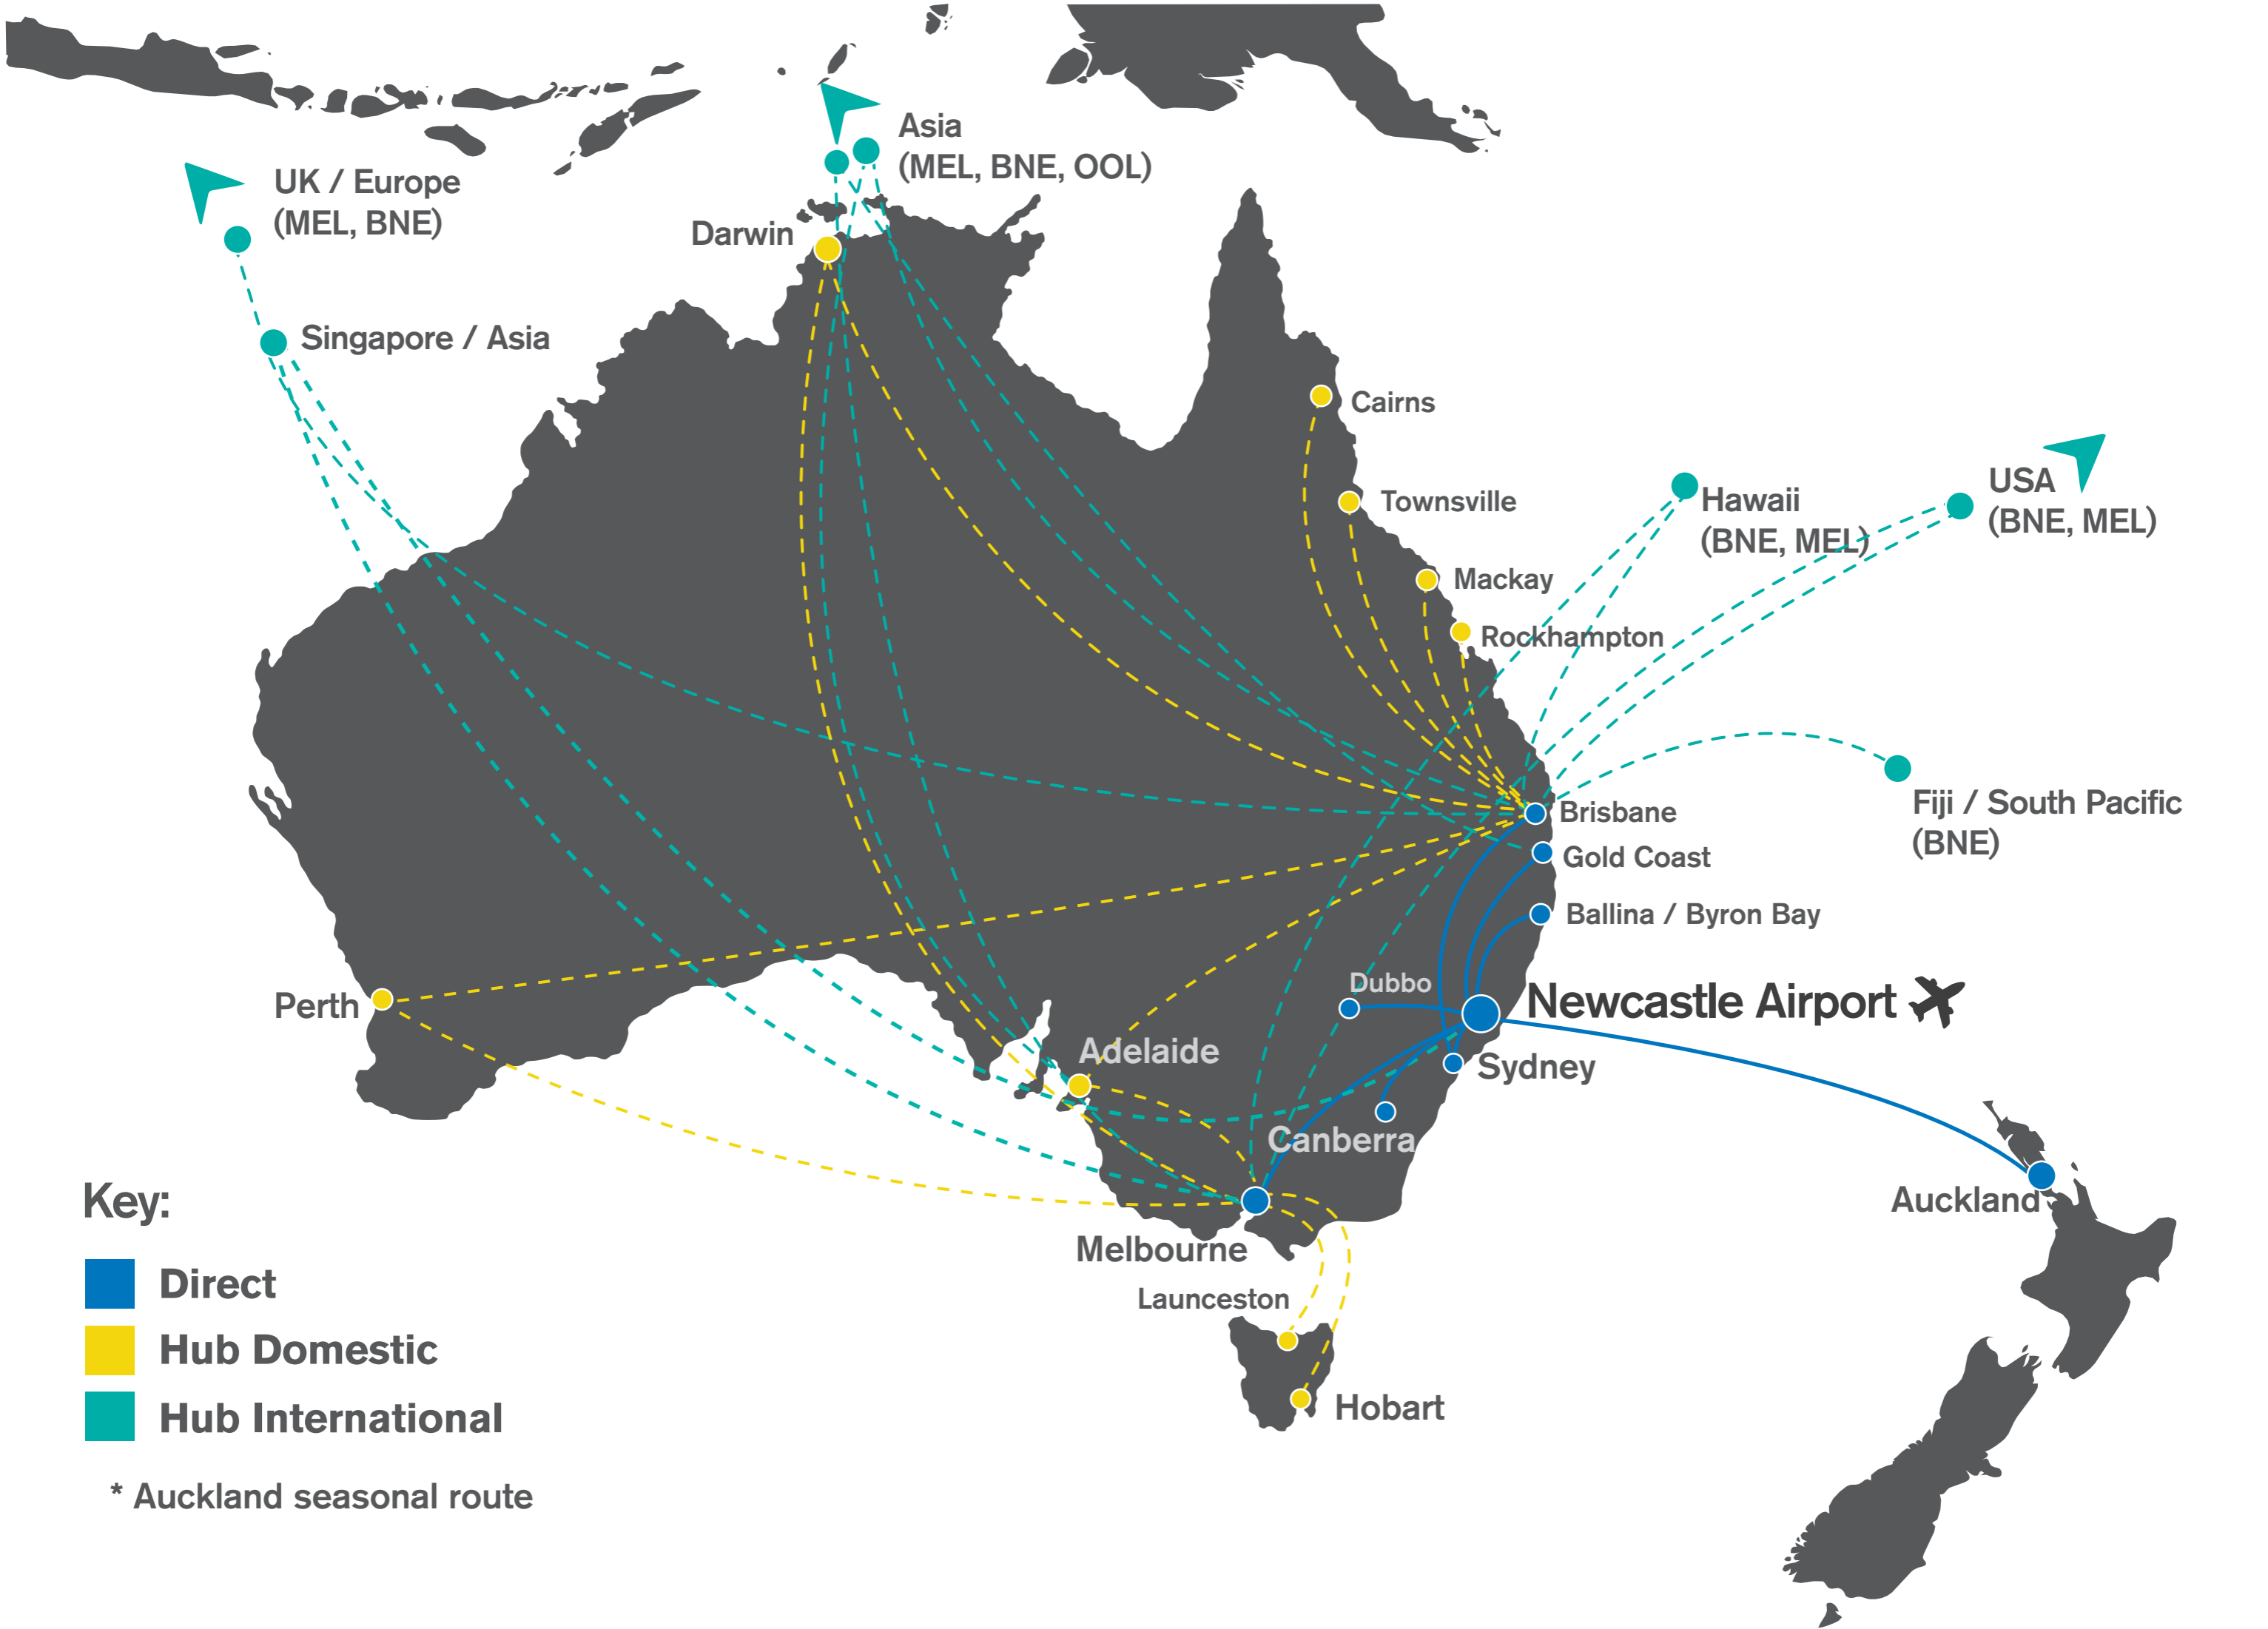 Asia
(MEL, BNE, OOL)
UK / Europe
(MEL, BNE)
Darwin
Singapore / Asia
Cairns
Townsville
Hawaii
(BNE, MEL)
USA
(BNE, MEL)
Mackay
Rockhampton
Brisbane
Fiji / South Pacific
(BNE)
Gold Coast
Ballina / Byron Bay
Dubbo
Newcastle Airport
Perth
Adelaide
Sydney
Canberra
Auckland
Melbourne
Launceston
Hobart
Key:
Direct
Hub Domestic
Hub International
* Auckland seasonal route